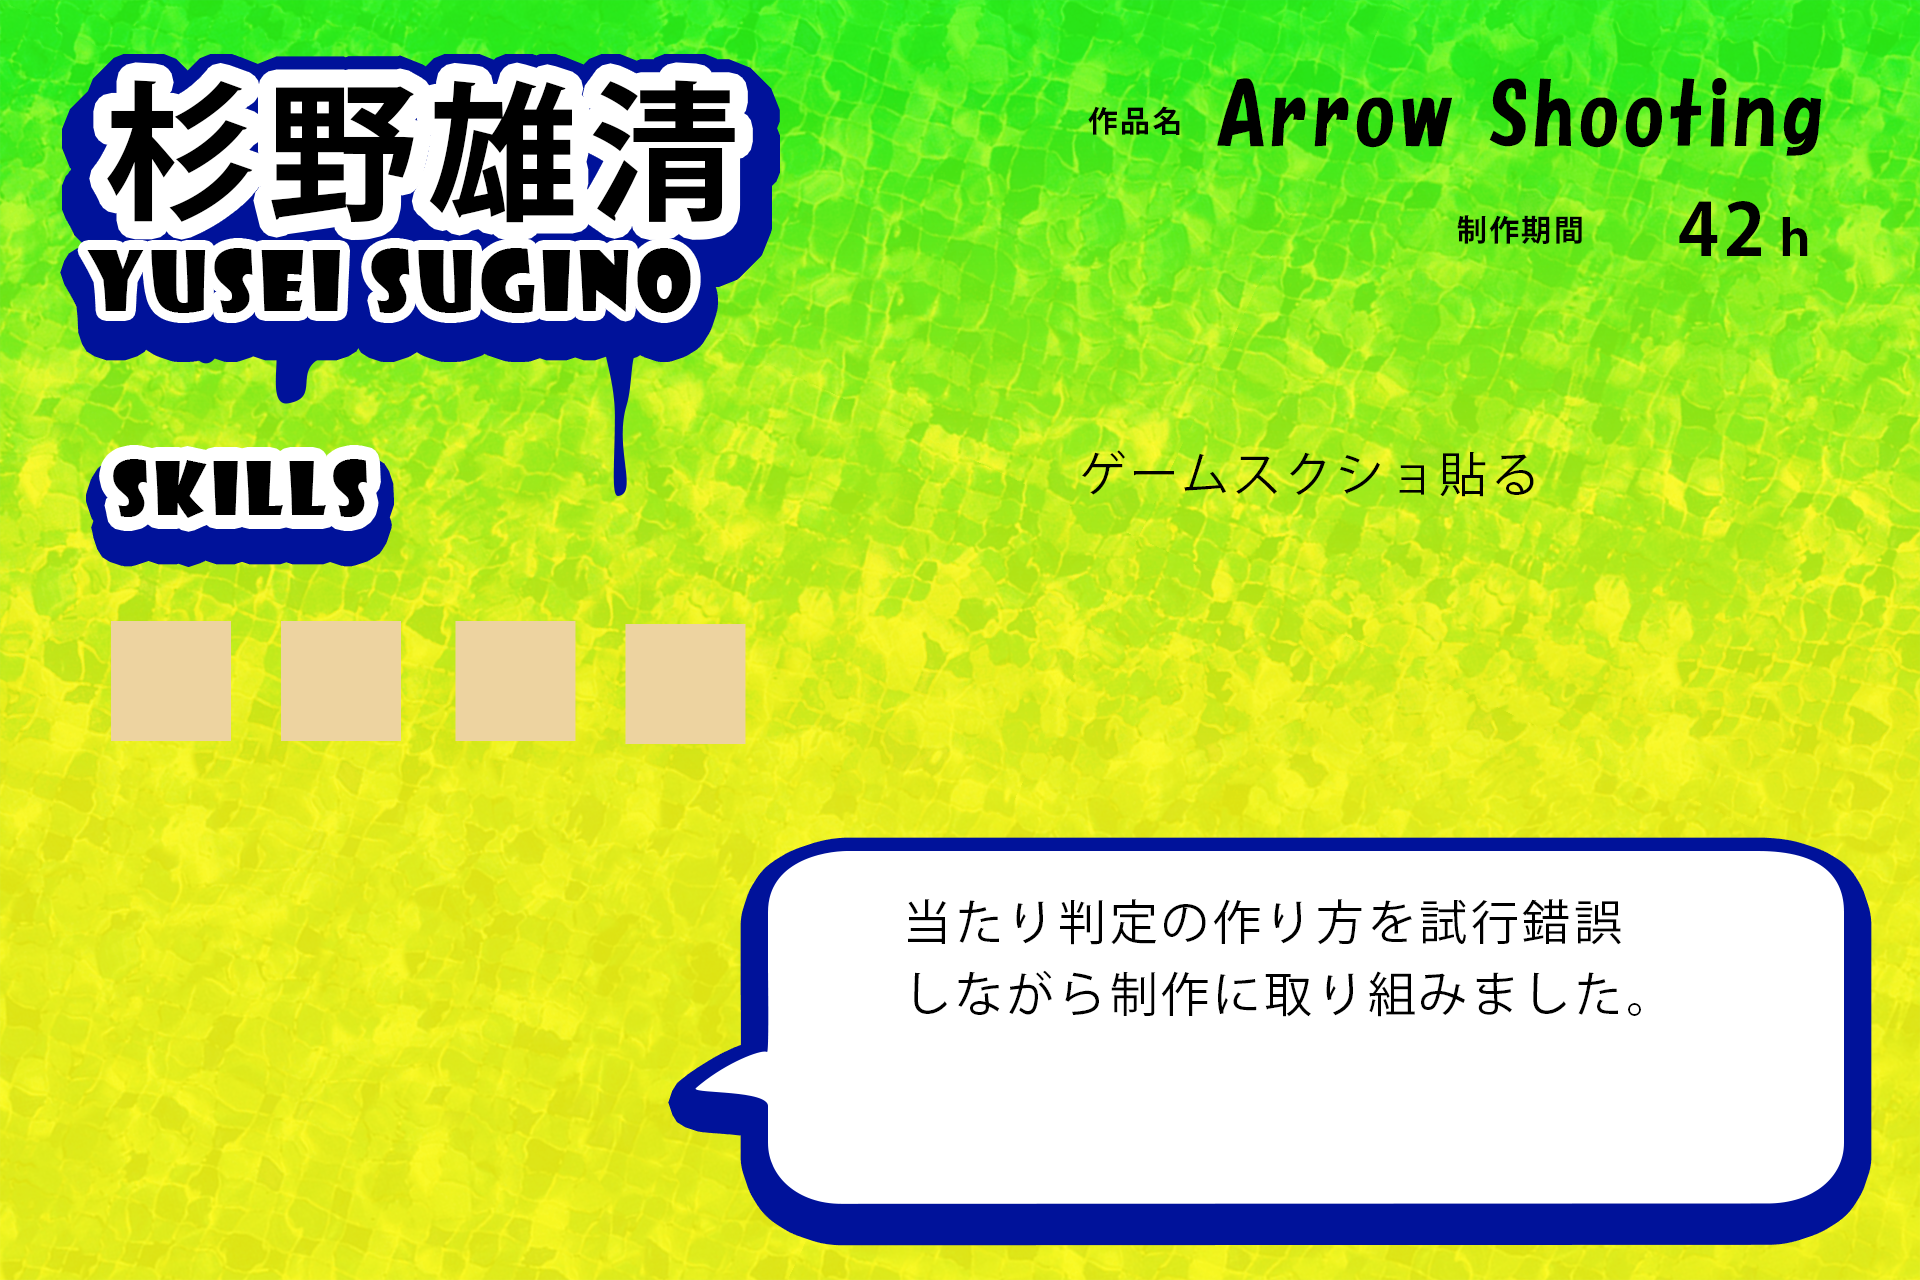 杉野雄清
YUSEI SUGINO
作品名 Arrow Shooting
制作期間 42 h
SKILLS
ゲームスクショ貼る
当たり判定の作り方を試行錯誤
しながら制作に取り組みました。